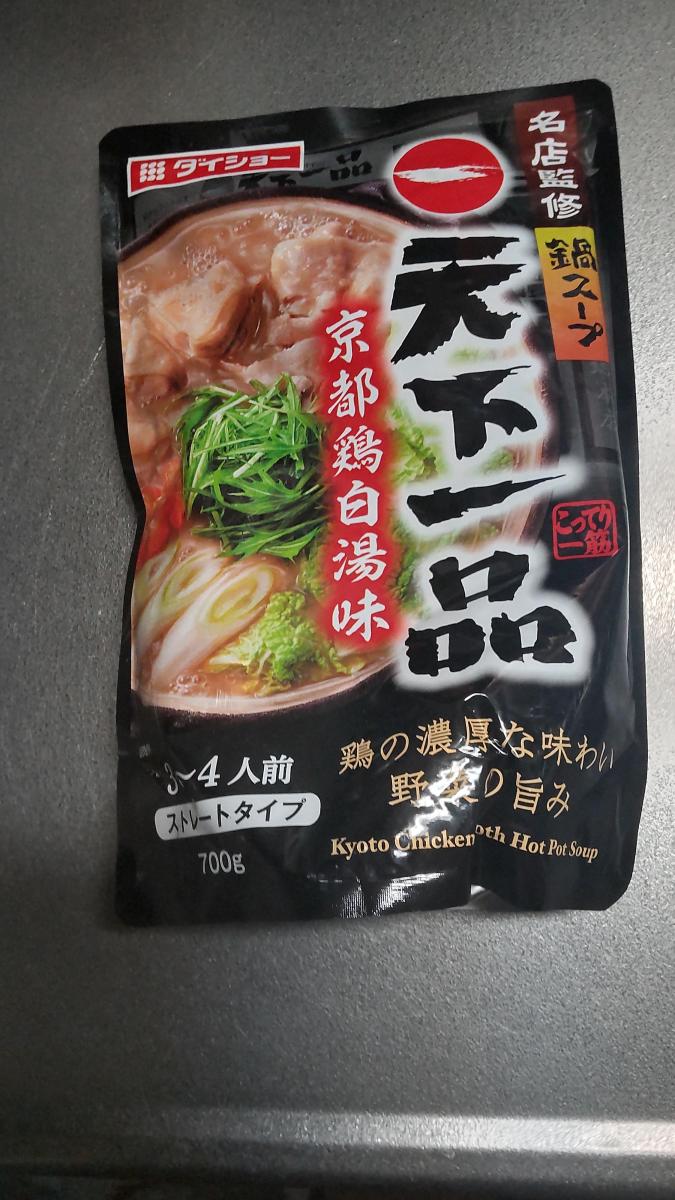 ダイショー
名店監修
鍋スープ
天下一品
京都鶏白湯味
こってり
一筋
鶏の濃厚な味わい
野菜の旨み
3~4人前
ストレートタイプ
700g
Kyoto Chicken Hot Pot Soup